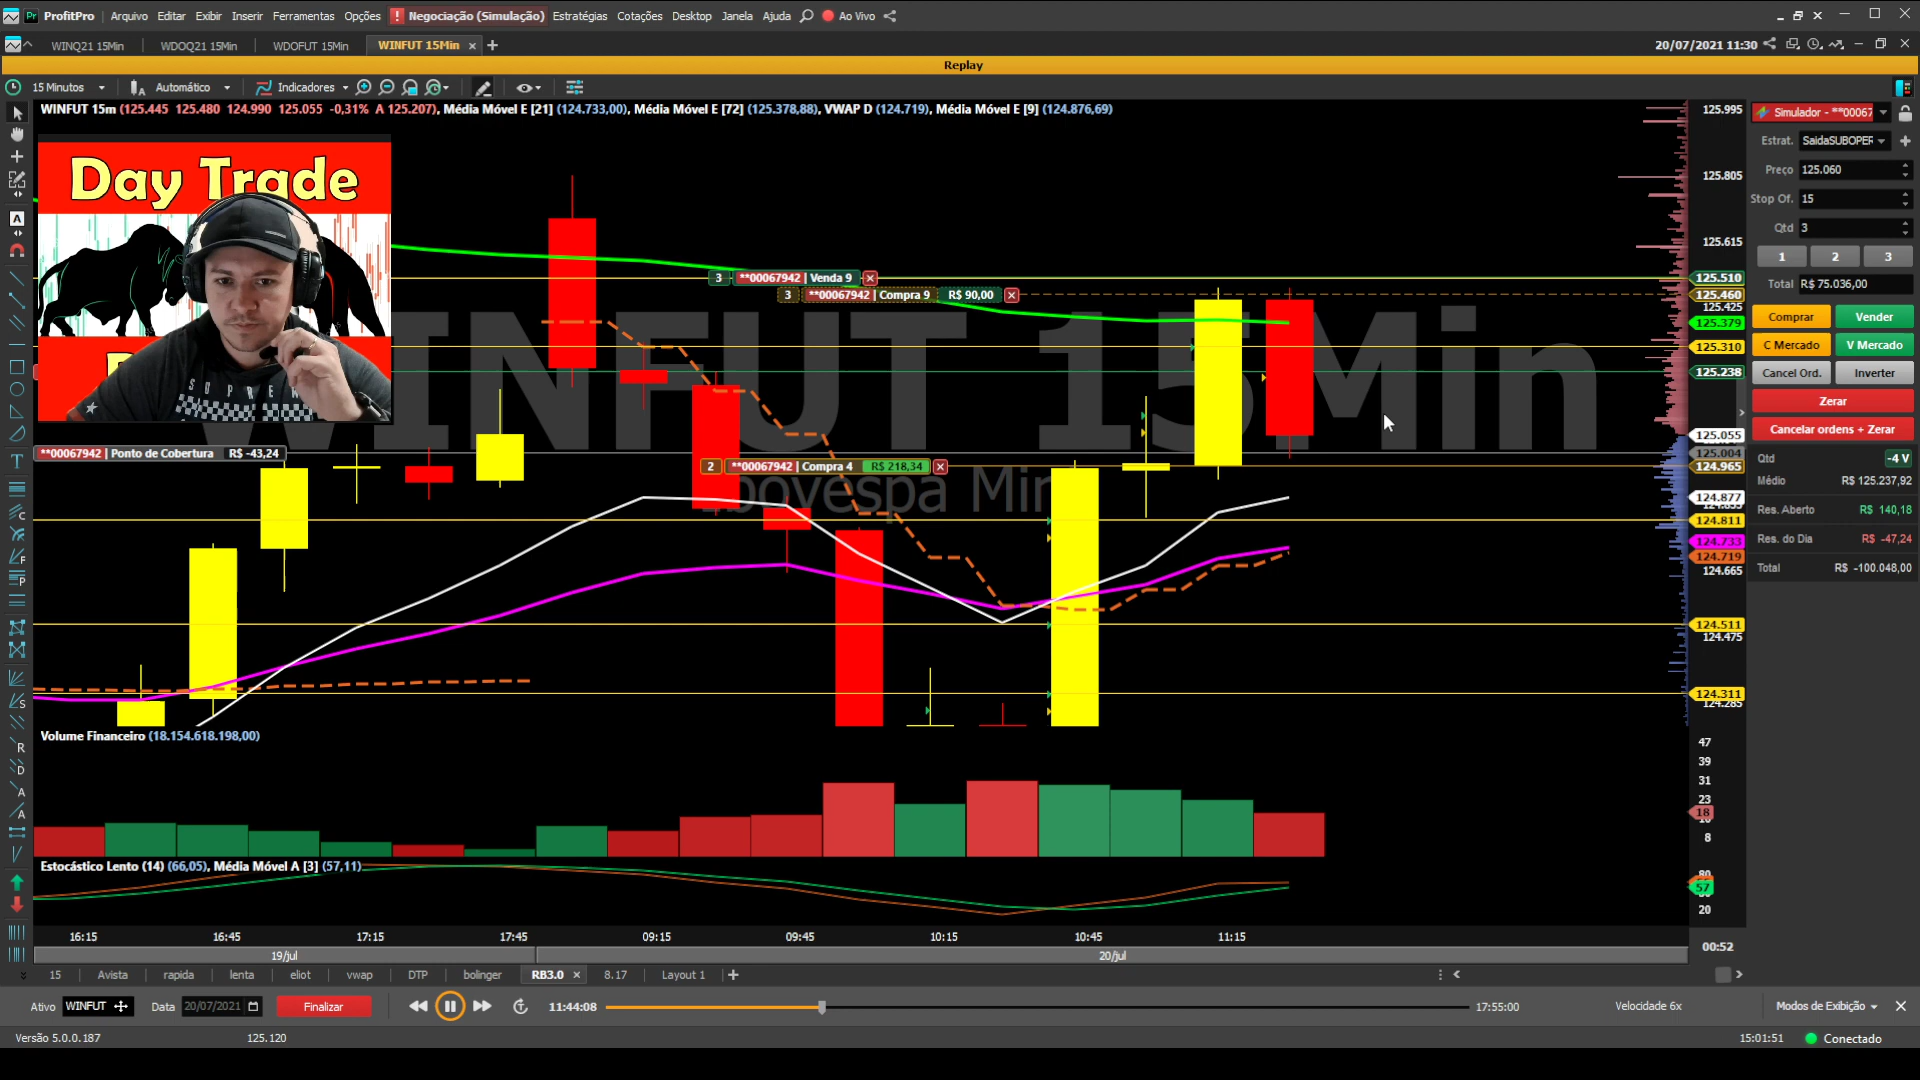 Pr ProfitPro Arquivo Editar Exibir Inserir Ferramentas Opções ! Negociação (Simulação) Estratégias Cotações Desktop Janela Ajuda Ao Vivo
WINQ21 15Min WDOQ21 15Min WDOFUT 15Min WINFUT 15Min 20/07/2021 11:30
Replay
15 Minutos Automático Indicadores
WINFUT 15m (125.445 125.480 124.990 125.055 -0,31% A 125.207), Média Móvel E [21] (124.733,00), Média Móvel E [72] (125.378,88), VWAP D (124.719), Média Móvel E [9] (124.876,69)
Day Trade
SUPRE
WINFUT 15Min
Ibovespa Min
3 **00067942 | Venda 9
3 **00067942 | Compra 9 R$ 90,00
**00067942 | Ponto de Cobertura R$ -43,24
2 **00067942 | Compra 4 R$ 218,34
125.995
125.805
125.615
125.510
125.460
125.425
125.379
125.310
125.238
125.055
125.004
124.965
124.877
124.811
124.733
124.719
124.665
124.511
124.475
124.311
124.285
Simulador - **00067
Estrat. SaidaSUBOPER
Preço 125.060
Stop Of. 15
Qtd 3
1 2 3
Total R$ 75.036,00
Comprar Vender
C Mercado V Mercado
Cancel Ord. Inverter
Zerar
Cancelar ordens + Zerar
Qtd -4 V
Médio R$ 125.237,92
Res. Aberto R$ 140,18
Res. do Dia R$ -47,24
Total R$ -100.048,00
Volume Financeiro (18.154.618.198,00)
47
39
31
23
18
8
Estocástico Lento (14) (66,05), Média Móvel A [3] (57,11)
80
57
20
16:15 16:45 17:15 17:45 09:15 09:45 10:15 10:45 11:15
19/jul 20/jul
00:52
15 Avista rapida lenta eliot vwap DTP bolinger RB3.0 8.17 Layout 1
Ativo WINFUT Data 20/07/2021 Finalizar 11:44:08 17:55:00 Velocidade 6x Modos de Exibição
Versão 5.0.0.187 125.120 15:01:51 Conectado